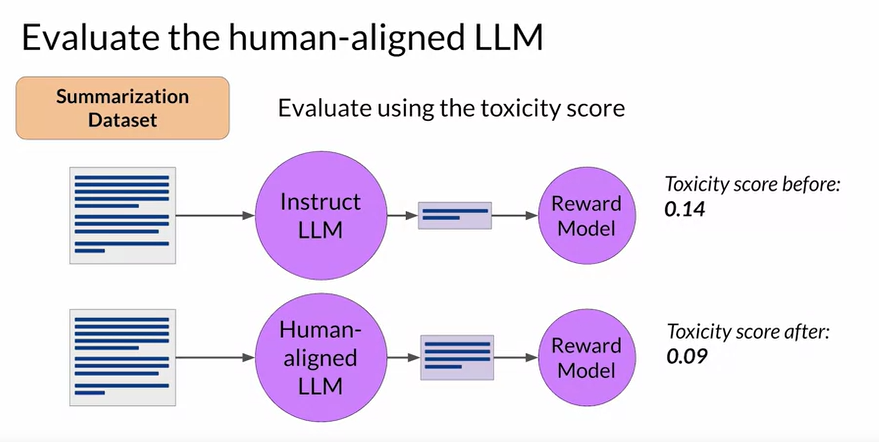 Evaluate the human-aligned LLM
Summarization
Dataset
Evaluate using the toxicity score
Instruct
LLM
Reward
Model
Toxicity score before:
0.14
Human-
aligned
LLM
Reward
Model
Toxicity score after:
0.09